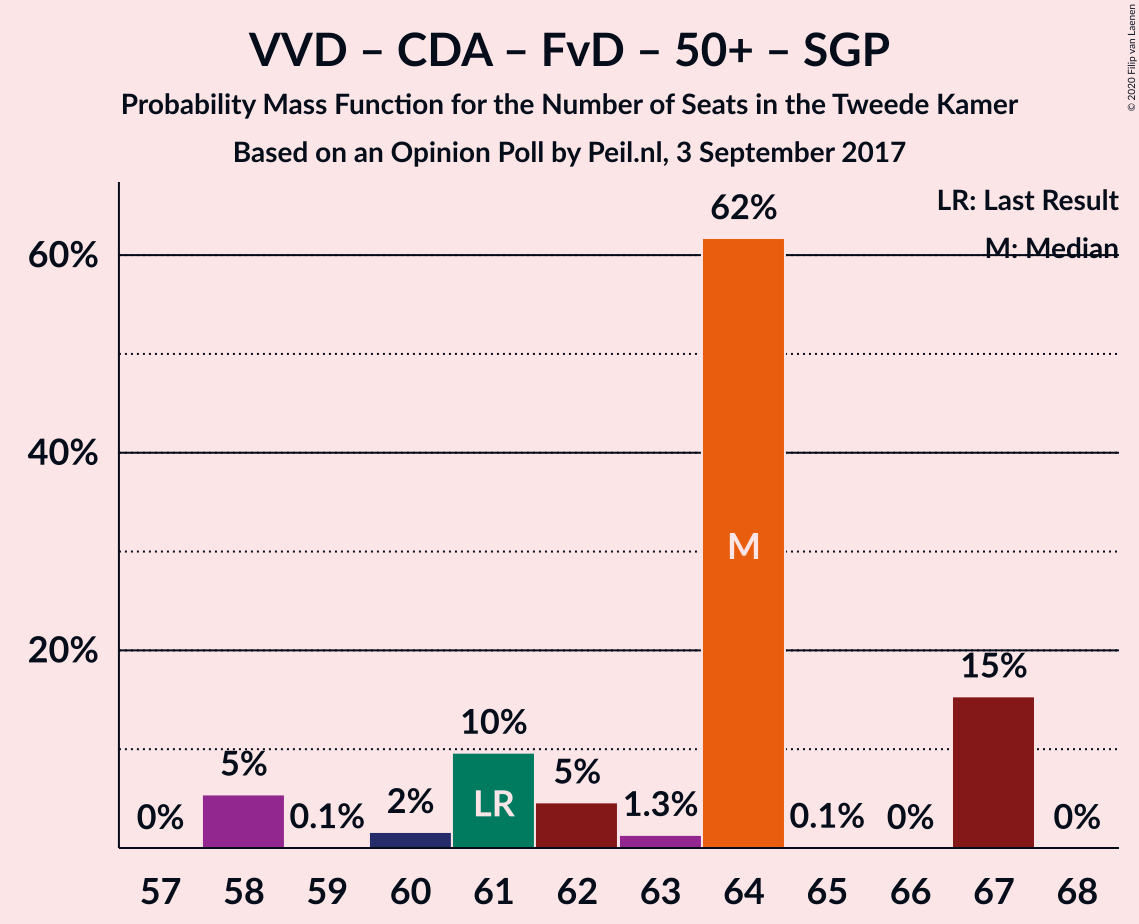 VVD – CDA – FvD – 50+ – SGP
Probability Mass Function for the Number of Seats in the Tweede Kamer
Based on an Opinion Poll by Peil.nl, 3 September 2017
© 2020 Filip van Laenen
LR: Last Result
M: Median
60%
40%
20%
0%
5%
0.1%
2%
10%
5%
1.3%
62%
0.1%
0%
15%
0%
LR
M
57 58 59 60 61 62 63 64 65 66 67 68